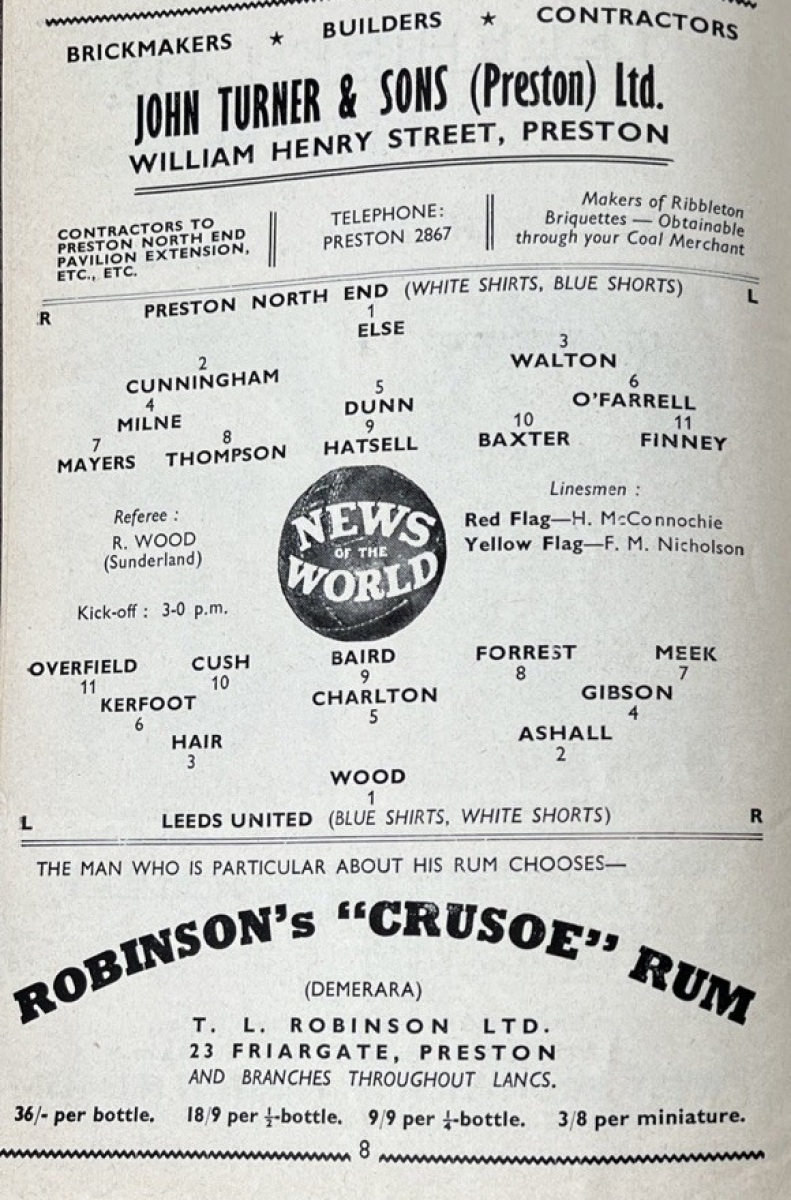 BRICKMAKERS ★ BUILDERS ★ CONTRACTORS
JOHN TURNER & SONS (Preston) Ltd.
WILLIAM HENRY STREET, PRESTON
CONTRACTORS TO
PRESTON NORTH END
PAVILION EXTENSION,
ETC., ETC.
TELEPHONE:
PRESTON 2867
Makers of Ribbleton
Briquettes — Obtainable
through your Coal Merchant
R PRESTON NORTH END (WHITE SHIRTS, BLUE SHORTS) L
1
ELSE
2 3
CUNNINGHAM WALTON
4 5 6
MILNE DUNN O'FARRELL
7 8 9 10 11
MAYERS THOMPSON HATSELL BAXTER FINNEY
Referee :
R. WOOD
(Sunderland)
Kick-off : 3-0 p.m.
NEWS
OF THE
WORLD
Linesmen :
Red Flag—H. McConnochie
Yellow Flag—F. M. Nicholson
OVERFIELD CUSH BAIRD FORREST MEEK
11 10 9 8 7
KERFOOT CHARLTON GIBSON
6 5 4
HAIR ASHALL
3 2
WOOD
1
L LEEDS UNITED (BLUE SHIRTS, WHITE SHORTS) R
THE MAN WHO IS PARTICULAR ABOUT HIS RUM CHOOSES—
ROBINSON's "CRUSOE" RUM
(DEMERARA)
T. L. ROBINSON LTD.
23 FRIARGATE, PRESTON
AND BRANCHES THROUGHOUT LANCS.
36/- per bottle. 18/9 per ½-bottle. 9/9 per ¼-bottle. 3/8 per miniature.
8